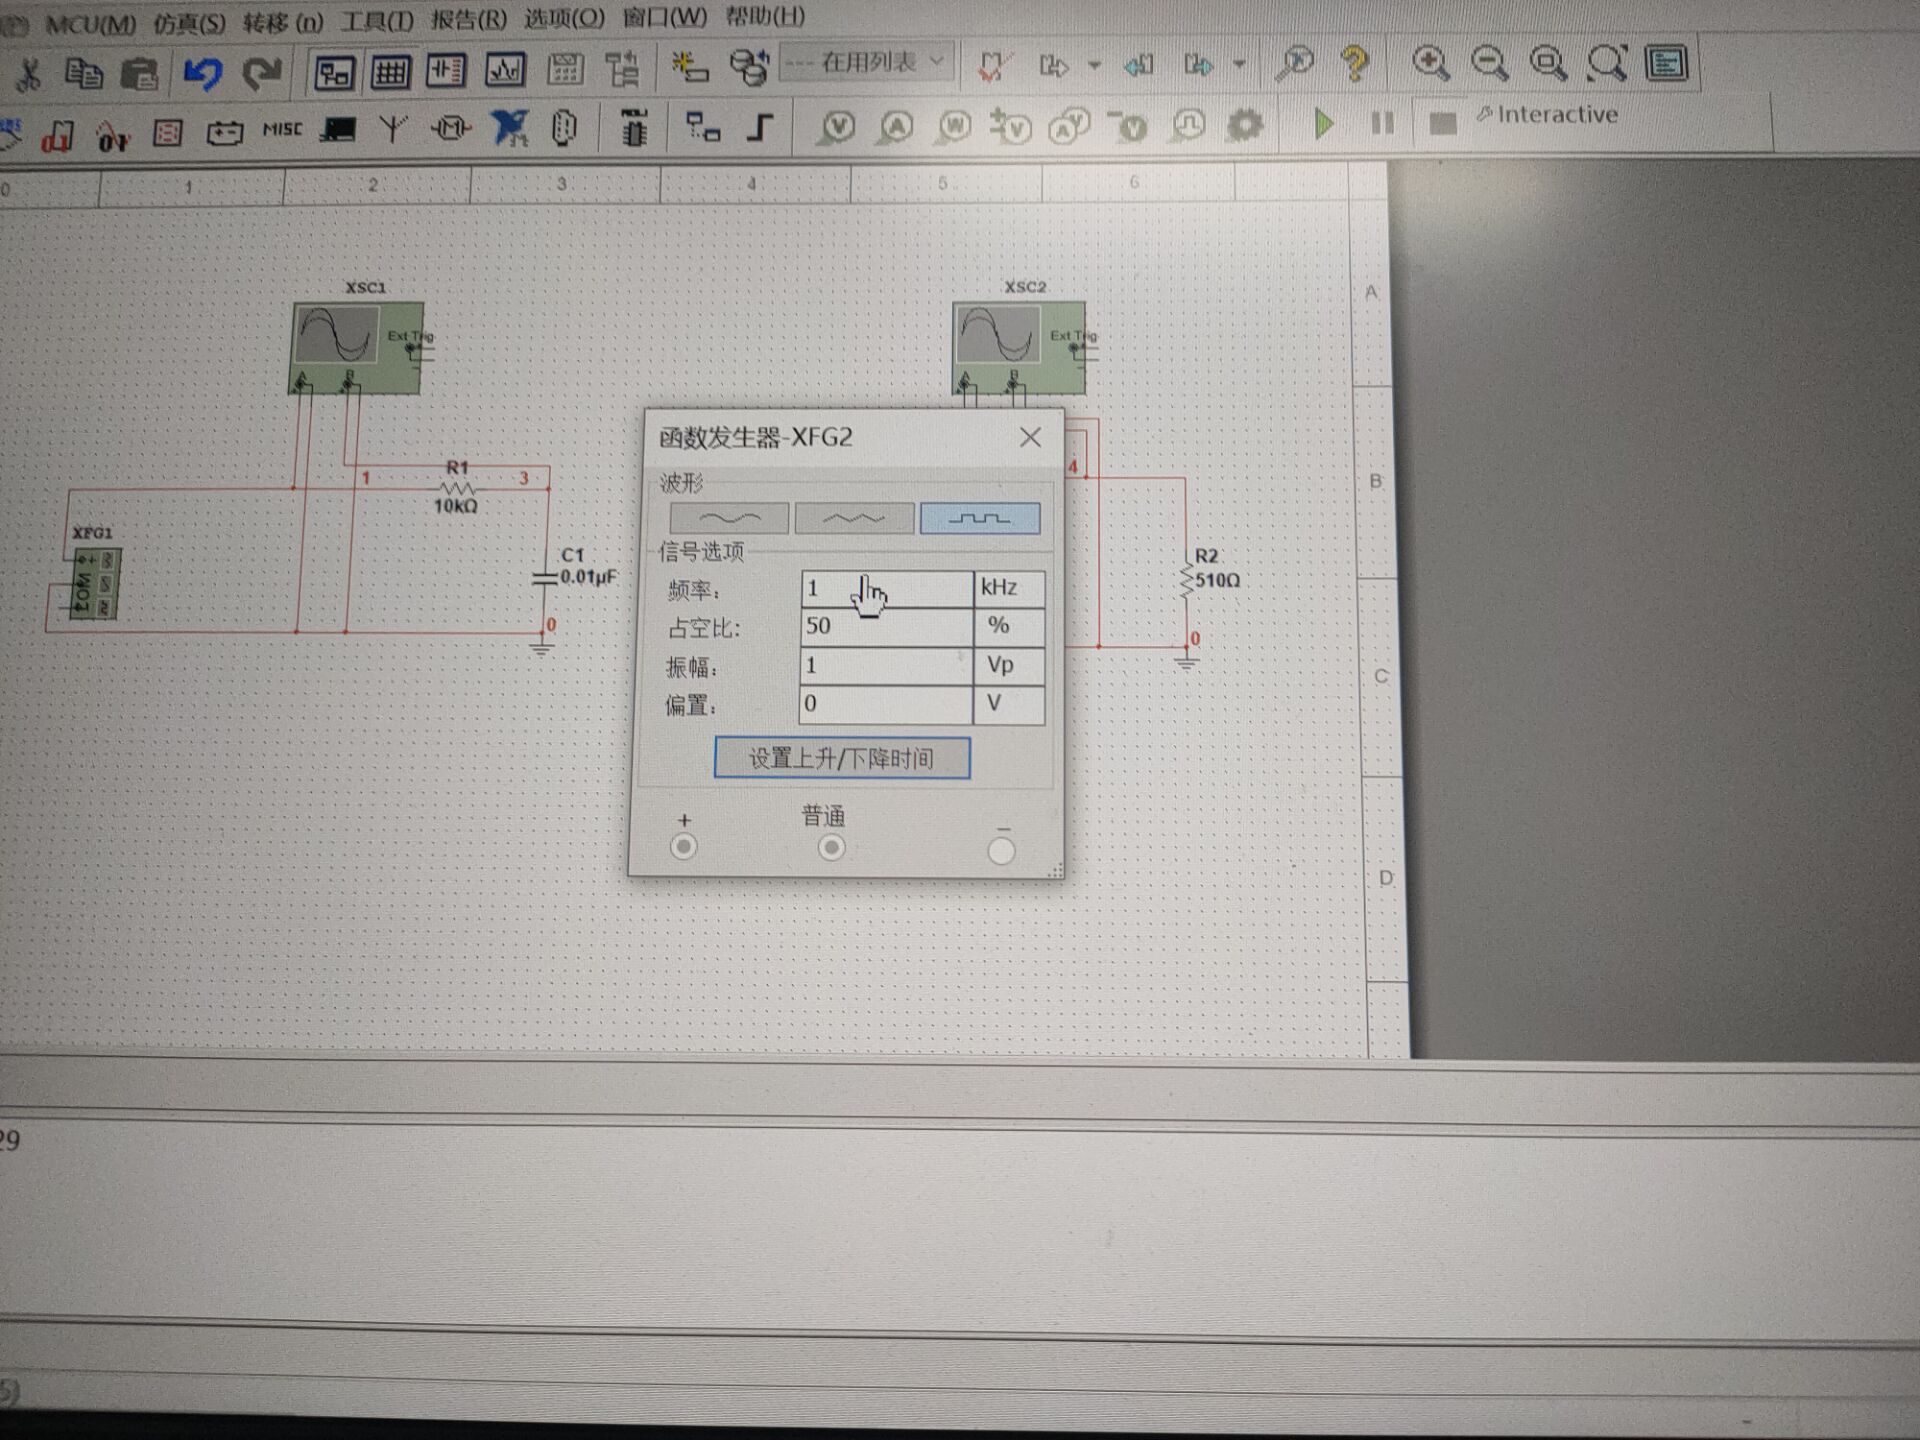 MCU(M) 仿真(S) 转移 (n) 工具(T) 报告(R) 选项(O) 窗口(W) 帮助(H)
--- 在用列表
MISC
Interactive
0 1 2 3 4 5 6
XSC1
XSC2
A
Ext Trig
Ext Trig
A B
A B
函数发生器-XFG2
波形
R1
1
3
4
B
10kΩ
XFG1
信号选项
C1
0.01µF
R2
510Ω
频率: 1 kHz
占空比: 50 %
0
0
振幅: 1 Vp
C
偏置: 0 V
设置上升/下降时间
+ 普通 −
D
29
5)